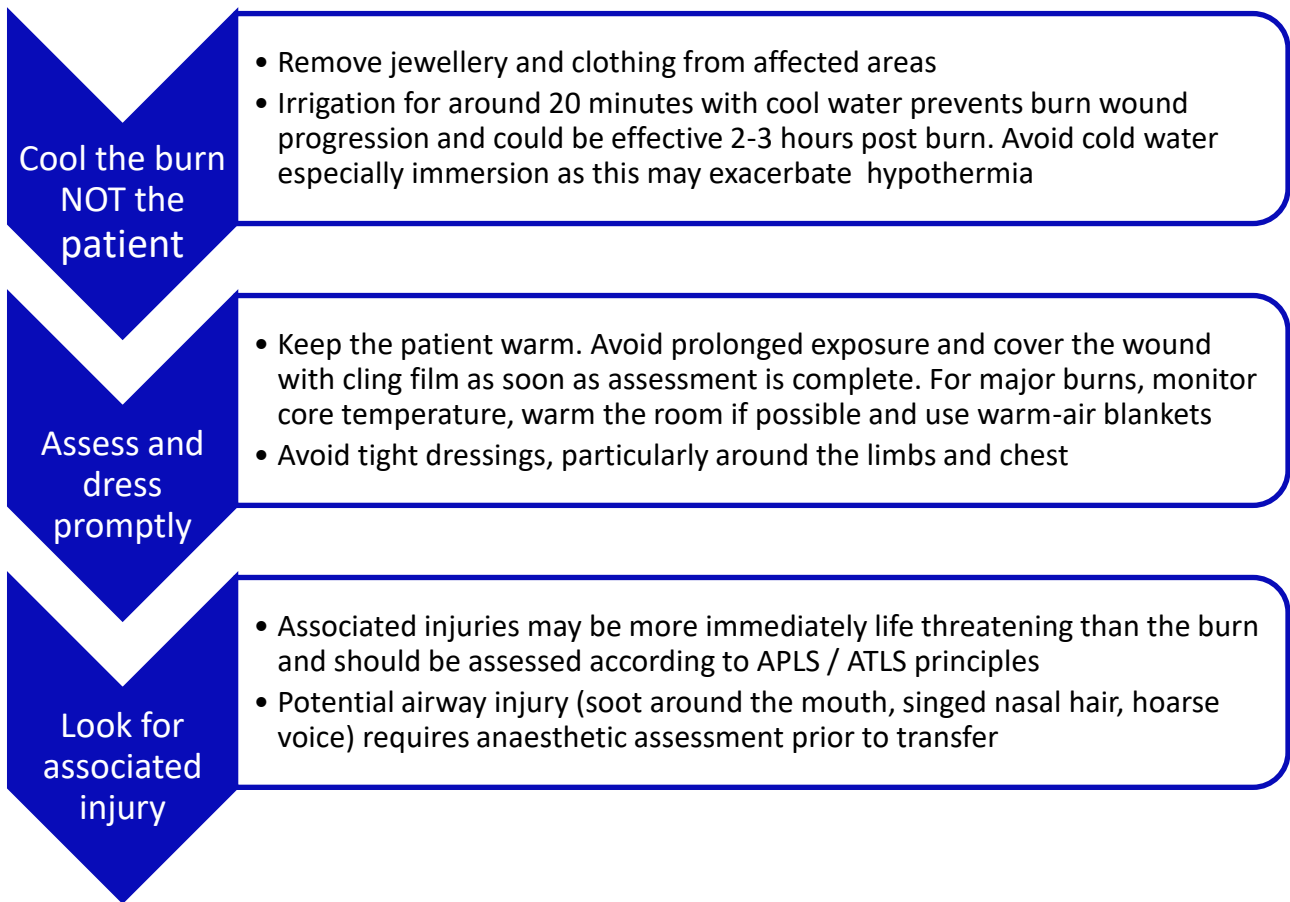 Cool the burn
NOT the
patient
• Remove jewellery and clothing from affected areas
• Irrigation for around 20 minutes with cool water prevents burn wound
progression and could be effective 2-3 hours post burn. Avoid cold water
especially immersion as this may exacerbate  hypothermia
Assess and
dress
promptly
• Keep the patient warm. Avoid prolonged exposure and cover the wound
with cling film as soon as assessment is complete. For major burns, monitor
core temperature, warm the room if possible and use warm-air blankets
• Avoid tight dressings, particularly around the limbs and chest
Look for
associated
injury
• Associated injuries may be more immediately life threatening than the burn
and should be assessed according to APLS / ATLS principles
• Potential airway injury (soot around the mouth, singed nasal hair, hoarse
voice) requires anaesthetic assessment prior to transfer